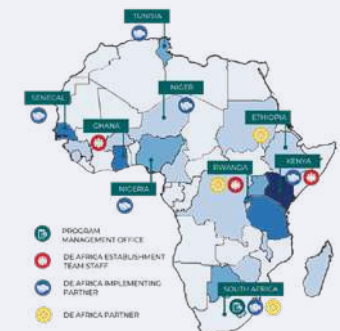 TUNISIA
NIGER
SENEGAL
GHANA
ETHIOPIA
KENYA
RWANDA
NIGERIA
SOUTH AFRICA
PROGRAM
MANAGEMENT OFFICE
DE AFRICA ESTABLISHMENT
TEAM STAFF
DE AFRICA IMPLEMENTING
PARTNER
DE AFRICA PARTNER